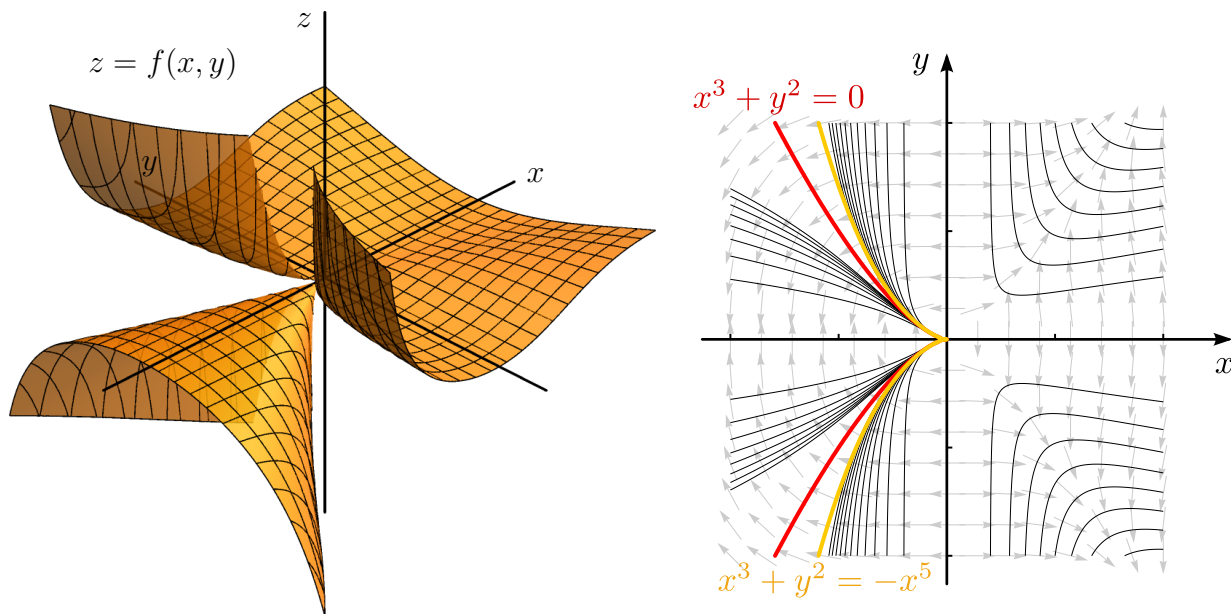 z
z = f(x, y)
y
x
y
x³ + y² = 0
x
x³ + y² = −x⁵